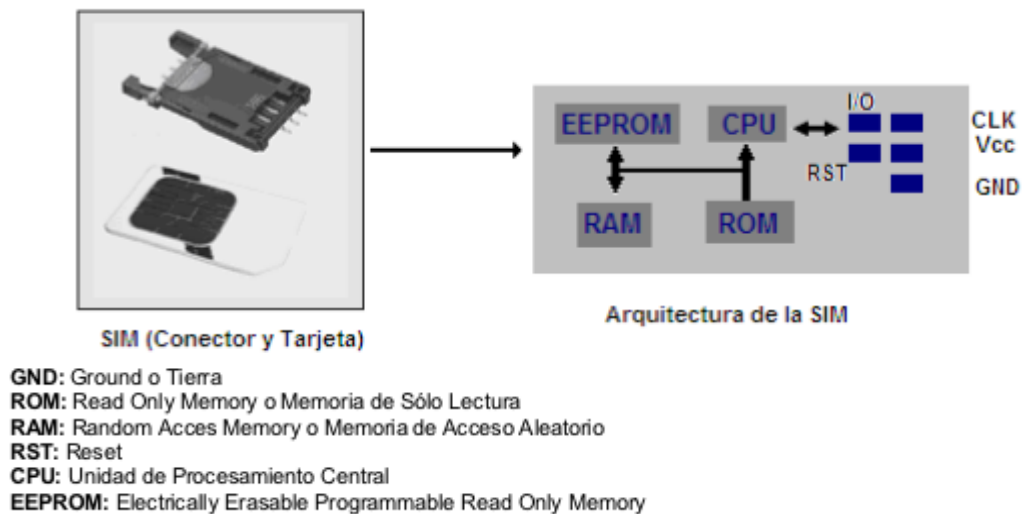 I/O
EEPROM CPU CLK
Vcc
RST
GND
RAM ROM
SIM (Conector y Tarjeta)
Arquitectura de la SIM
GND: Ground o Tierra
ROM: Read Only Memory o Memoria de Sólo Lectura
RAM: Random Acces Memory o Memoria de Acceso Aleatorio
RST: Reset
CPU: Unidad de Procesamiento Central
EEPROM: Electrically Erasable Programmable Read Only Memory